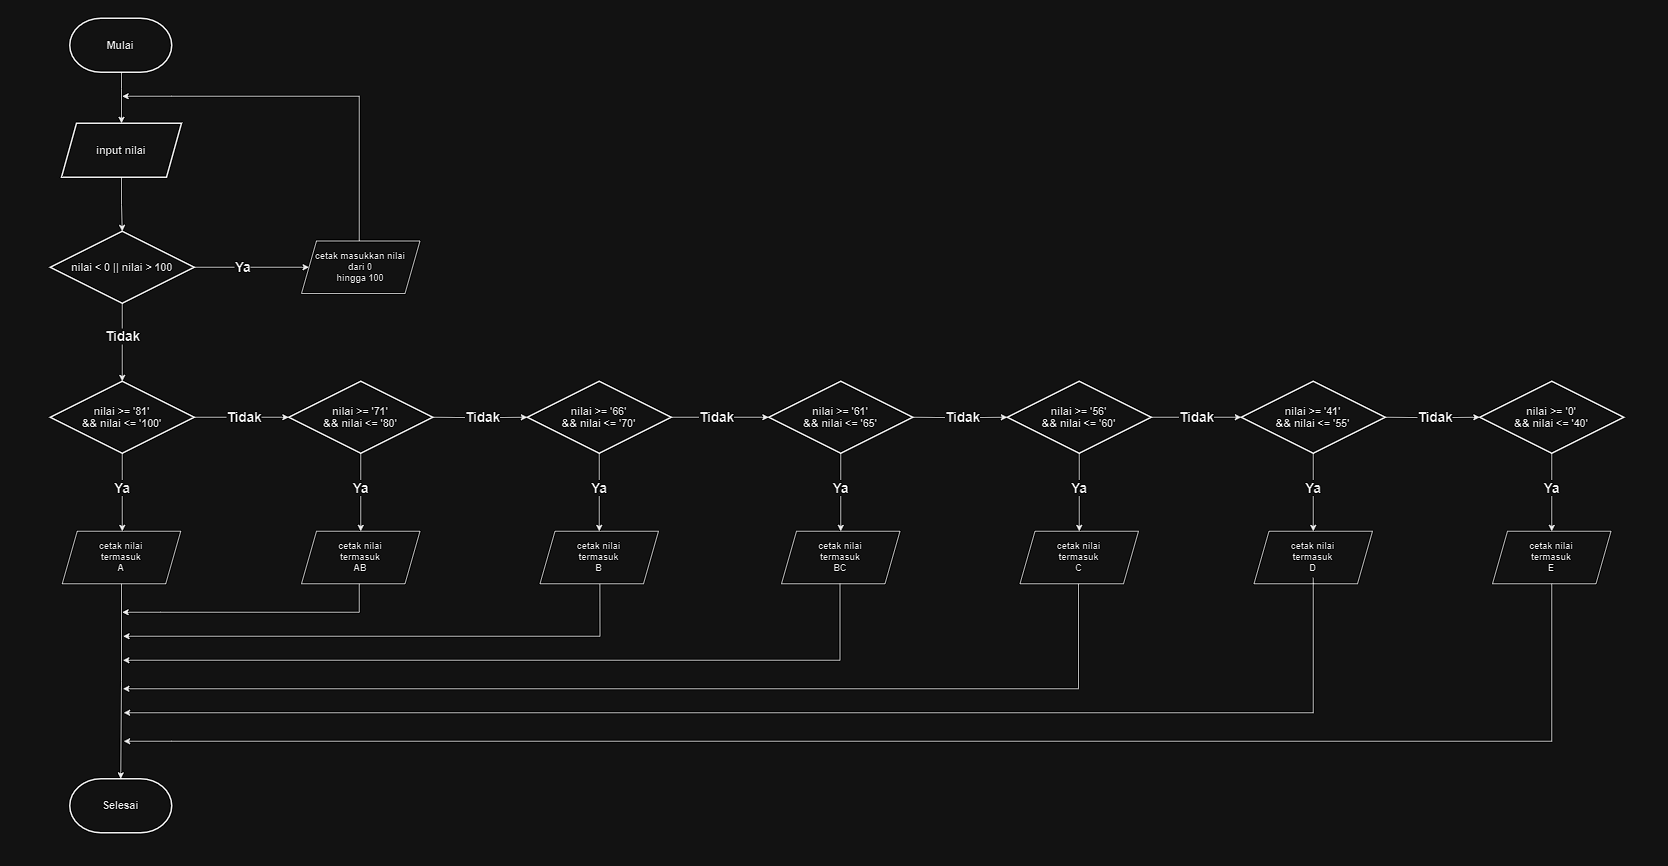 Mulai
input nilai
nilai < 0 || nilai > 100
Ya
cetak masukkan nilai
dari 0
hingga 100
Tidak
nilai >= '81'
&& nilai <= '100'
Tidak
nilai >= '71'
&& nilai <= '80'
Tidak
nilai >= '66'
&& nilai <= '70'
Tidak
nilai >= '61'
&& nilai <= '65'
Tidak
nilai >= '56'
&& nilai <= '60'
Tidak
nilai >= '41'
&& nilai <= '55'
Tidak
nilai >= '0'
&& nilai <= '40'
Ya
Ya
Ya
Ya
Ya
Ya
Ya
cetak nilai
termasuk
A
cetak nilai
termasuk
AB
cetak nilai
termasuk
B
cetak nilai
termasuk
BC
cetak nilai
termasuk
C
cetak nilai
termasuk
D
cetak nilai
termasuk
E
Selesai